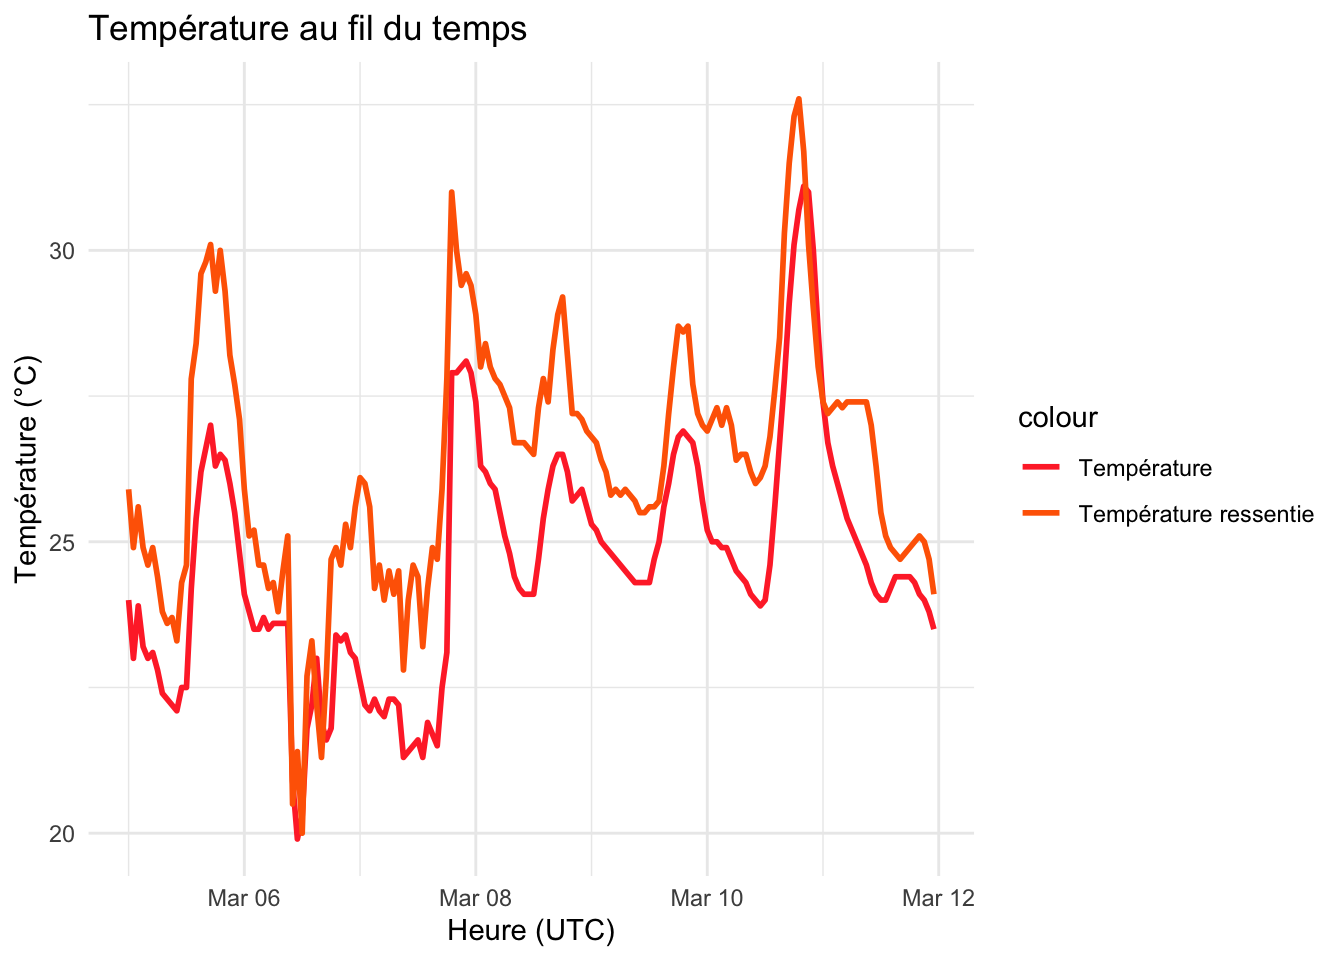 Température au fil du temps
Température (°C)
30
25
20
Mar 06
Mar 08
Mar 10
Mar 12
Heure (UTC)
colour
Température
Température ressentie